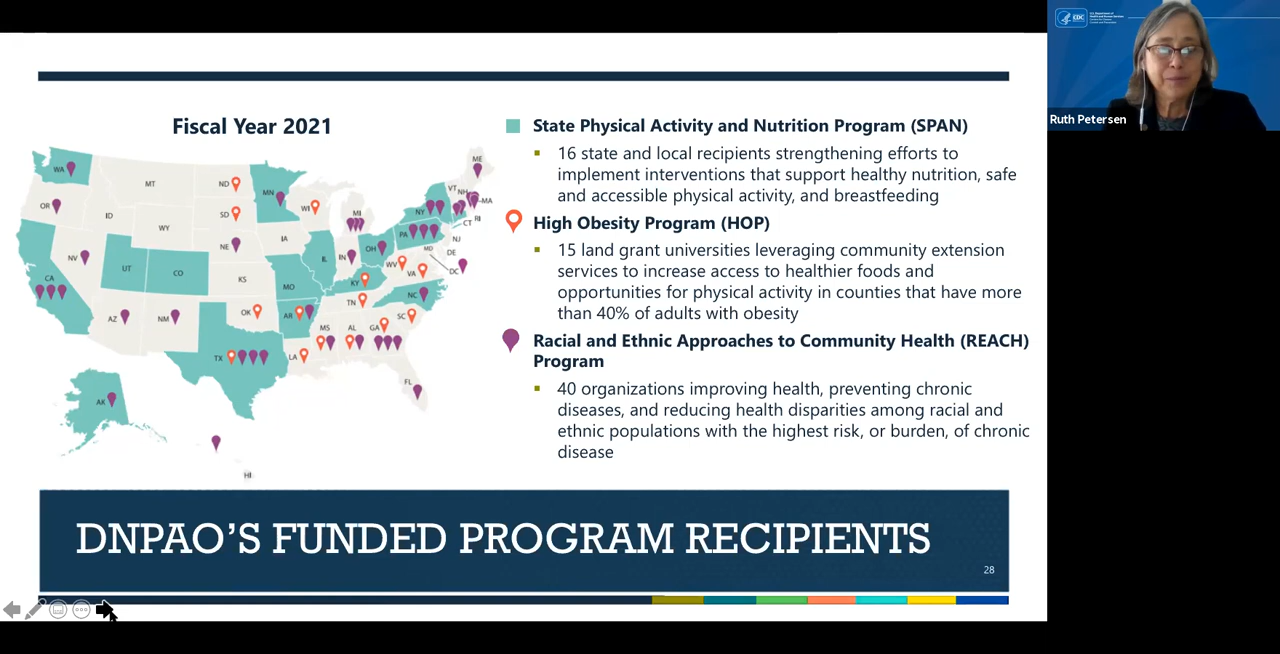 CDC
Ruth Petersen
Fiscal Year 2021
WA
OR
CA
NV
ID
MT
WY
UT
CO
AZ
NM
ND
SD
NE
KS
OK
TX
MN
IA
MO
AR
LA
WI
IL
MI
IN
OH
KY
TN
MS
AL
GA
FL
SC
NC
VA
WV
PA
NY
VT
NH
ME
MA
RI
CT
NJ
DE
MD
DC
AK
HI
State Physical Activity and Nutrition Program (SPAN)
16 state and local recipients strengthening efforts to
implement interventions that support healthy nutrition, safe
and accessible physical activity, and breastfeeding
High Obesity Program (HOP)
15 land grant universities leveraging community extension
services to increase access to healthier foods and
opportunities for physical activity in counties that have more
than 40% of adults with obesity
Racial and Ethnic Approaches to Community Health (REACH)
Program
40 organizations improving health, preventing chronic
diseases, and reducing health disparities among racial and
ethnic populations with the highest risk, or burden, of chronic
disease
DNPAO'S FUNDED PROGRAM RECIPIENTS
28